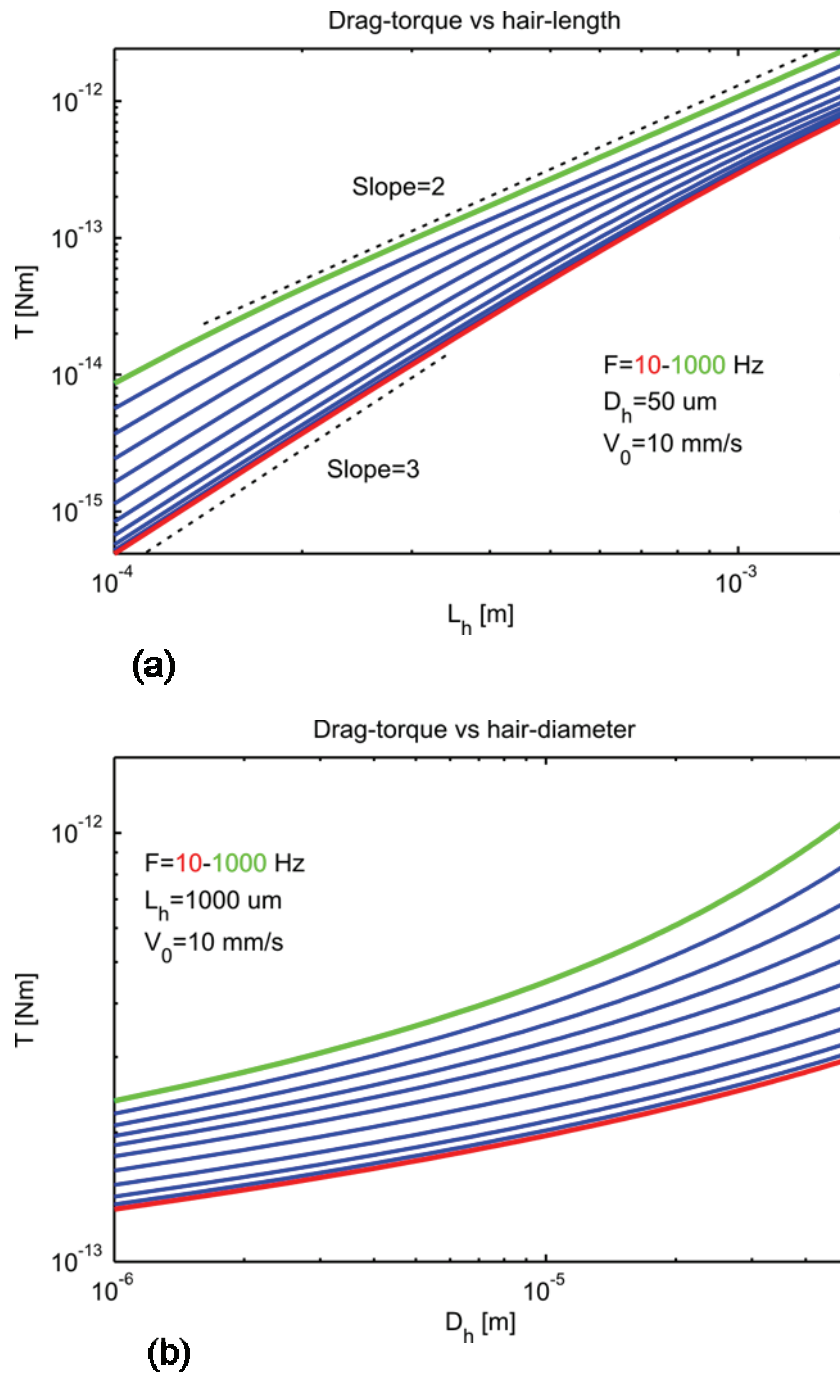 Drag-torque vs hair-length
10^-12
Slope=2
10^-13
T [Nm]
10^-14
F=10-1000 Hz
D_h=50 um
V_0=10 mm/s
Slope=3
10^-15
10^-4
10^-3
L_h [m]
(a)
Drag-torque vs hair-diameter
10^-12
F=10-1000 Hz
L_h=1000 um
V_0=10 mm/s
T [Nm]
10^-13
10^-6
10^-5
D_h [m]
(b)